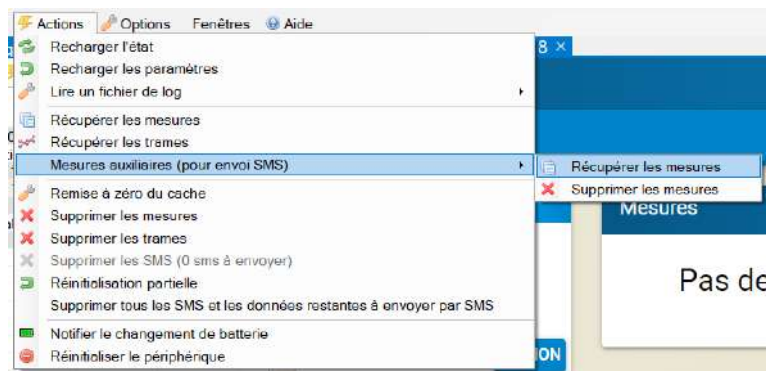 Actions Options Fenêtres Aide
Recharger l'état
8 ×
Recharger les paramètres
Lire un fichier de log
Récupérer les mesures
Récupérer les trames
Mesures auxiliaires (pour envoi SMS)
Récupérer les mesures
Supprimer les mesures
Remise à zéro du cache
Supprimer les mesures
Mesures
Supprimer les trames
Supprimer les SMS (0 sms à envoyer)
Réinitialisation partielle
Pas de
Supprimer tous les SMS et les données restantes à envoyer par SMS
Notifier le changement de batterie
Réinitialiser le périphérique
ION